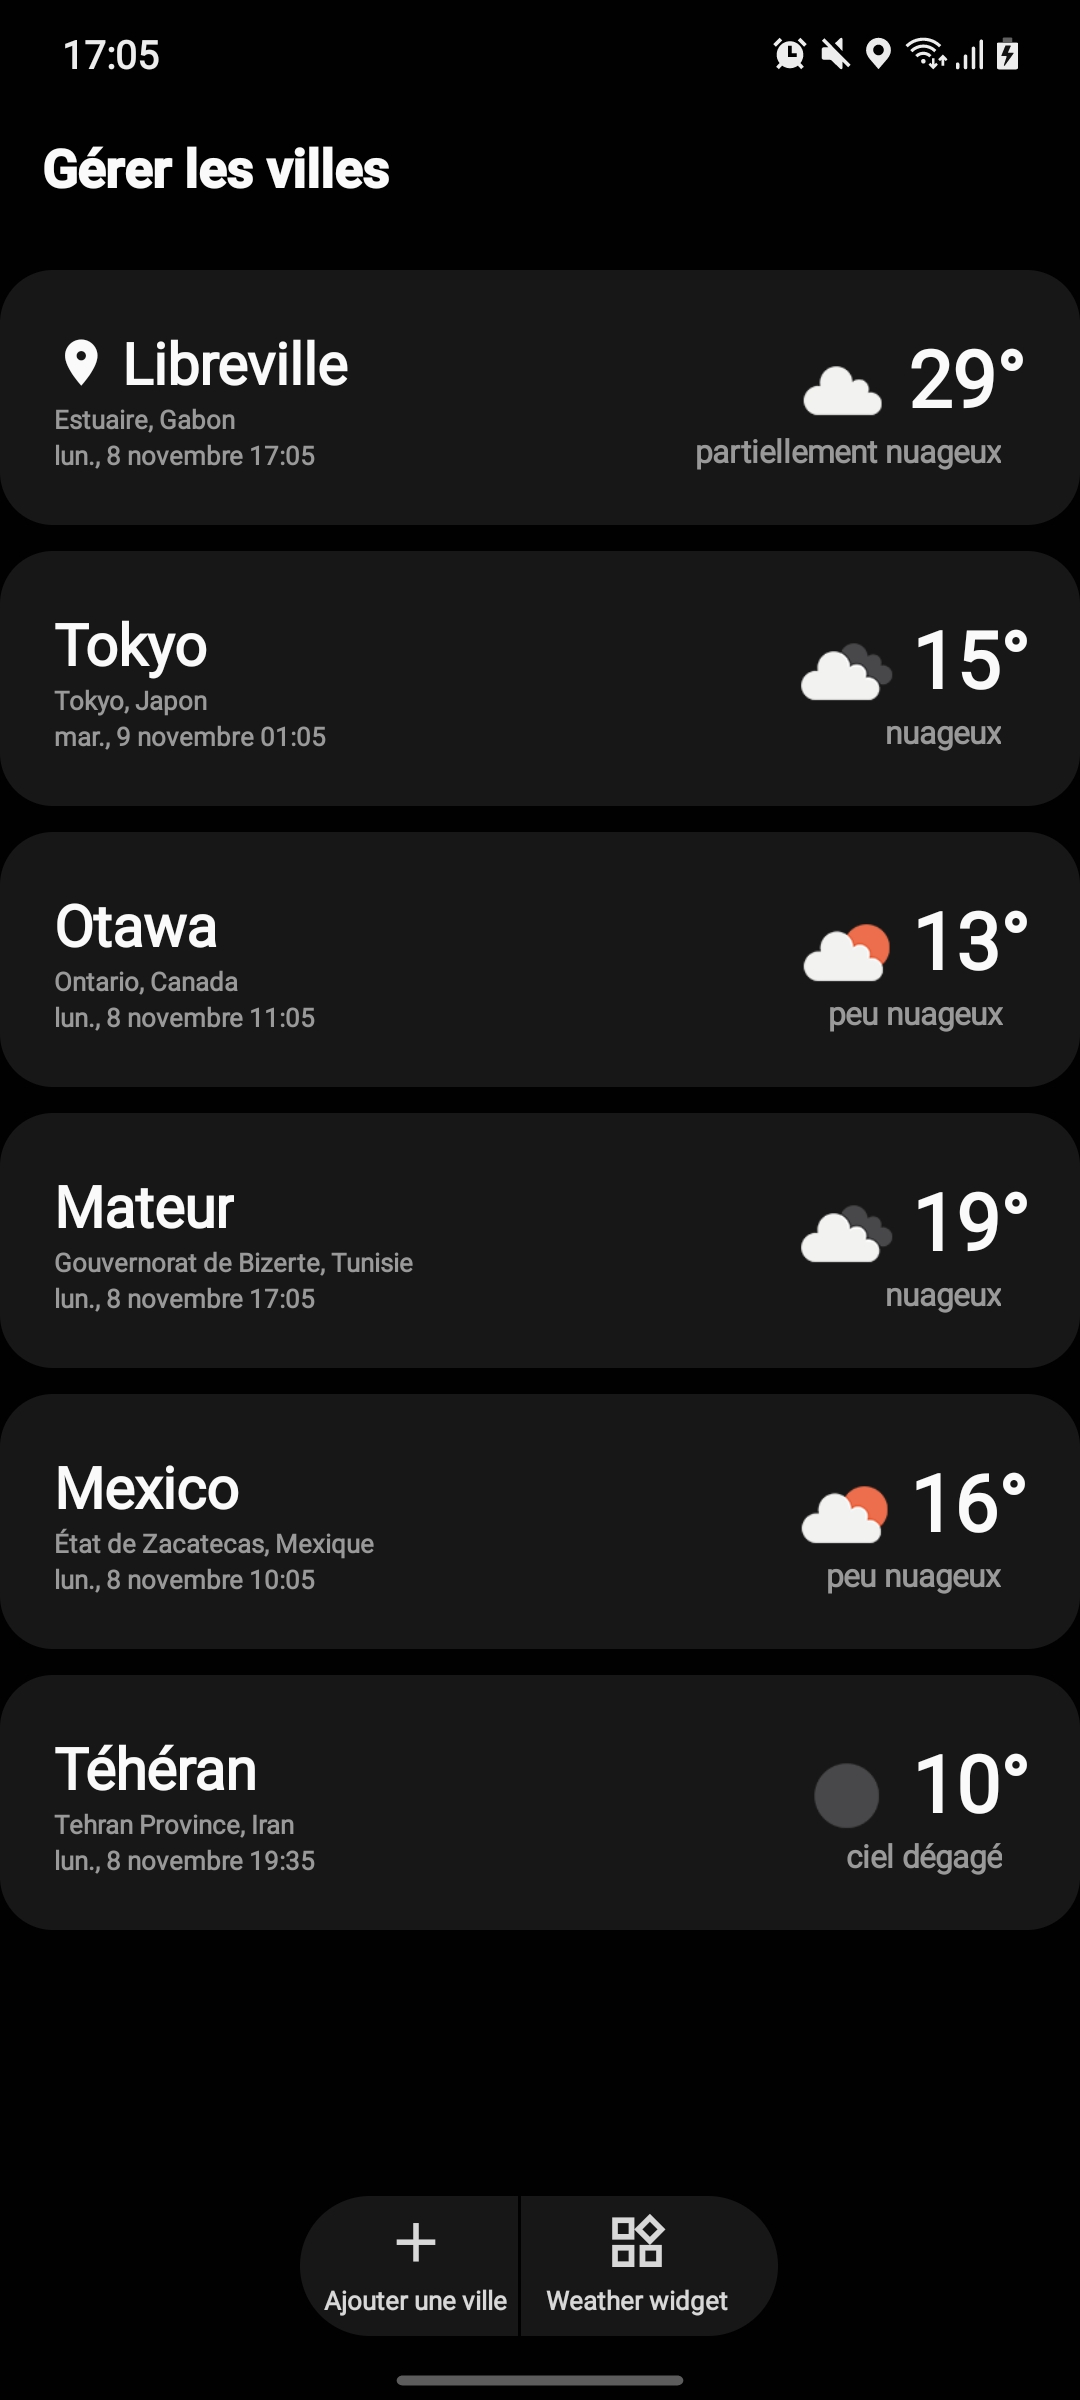 17:05
Gérer les villes
Libreville
29°
Estuaire, Gabon
lun., 8 novembre 17:05
partiellement nuageux
Tokyo
15°
Tokyo, Japon
mar., 9 novembre 01:05
nuageux
Otawa
13°
Ontario, Canada
lun., 8 novembre 11:05
peu nuageux
Mateur
19°
Gouvernorat de Bizerte, Tunisie
lun., 8 novembre 17:05
nuageux
Mexico
16°
État de Zacatecas, Mexique
lun., 8 novembre 10:05
peu nuageux
Téhéran
10°
Tehran Province, Iran
lun., 8 novembre 19:35
ciel dégagé
Ajouter une ville
Weather widget